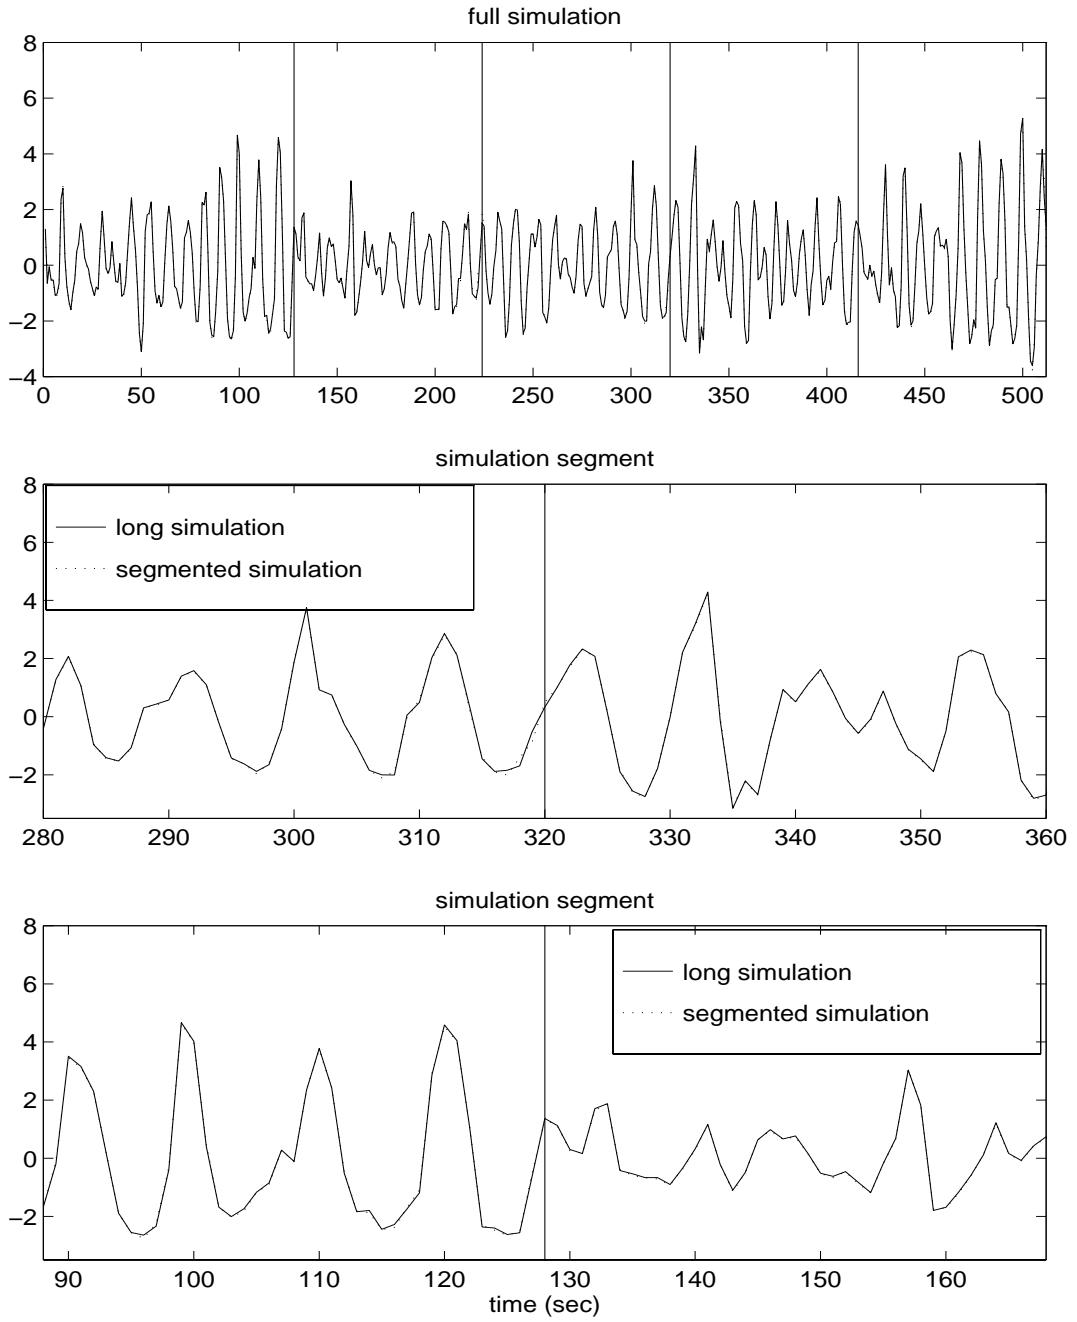 full simulation
8
6
4
2
0
−2
−4
0 50 100 150 200 250 300 350 400 450 500
simulation segment
8
6
4
2
0
−2
long simulation
segmented simulation
280 290 300 310 320 330 340 350 360
simulation segment
8
6
4
2
0
−2
long simulation
segmented simulation
90 100 110 120 130 140 150 160
time (sec)